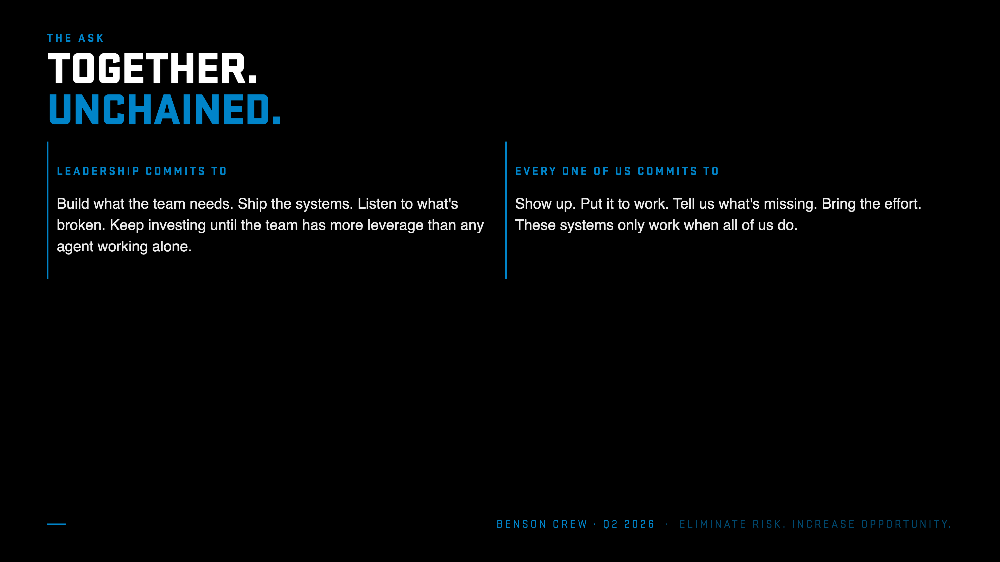 THE ASK
TOGETHER.
UNCHAINED.
LEADERSHIP COMMITS TO
Build what the team needs. Ship the systems. Listen to what's
broken. Keep investing until the team has more leverage than any
agent working alone.
EVERY ONE OF US COMMITS TO
Show up. Put it to work. Tell us what's missing. Bring the effort.
These systems only work when all of us do.
BENSON CREW · Q2 2026 · ELIMINATE RISK. INCREASE OPPORTUNITY.